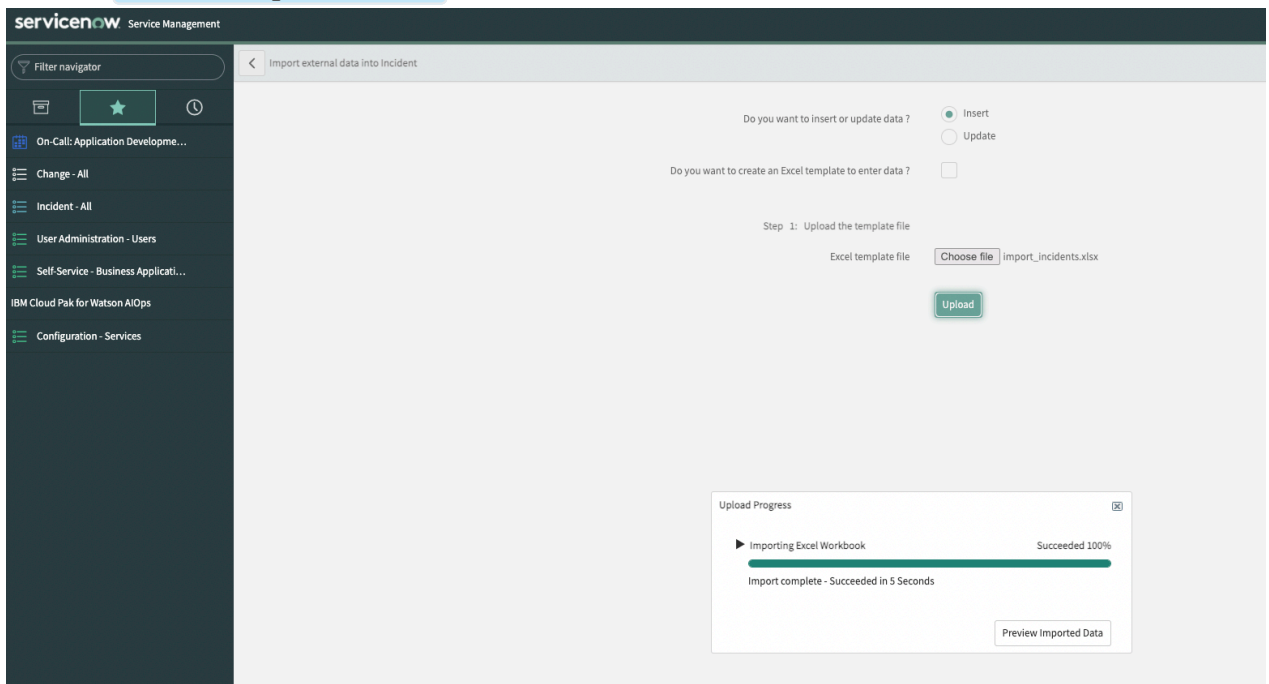 servicenow. Service Management
Filter navigator
On-Call: Application Developme...
Change - All
Incident - All
User Administration - Users
Self-Service - Business Applicati...
IBM Cloud Pak for Watson AIOps
Configuration - Services
Import external data into Incident
Do you want to insert or update data ?
Insert
Update
Do you want to create an Excel template to enter data ?
Step 1: Upload the template file
Excel template file Choose file import_incidents.xlsx
Upload
Upload Progress
Importing Excel Workbook Succeeded 100%
Import complete - Succeeded in 5 Seconds
Preview Imported Data